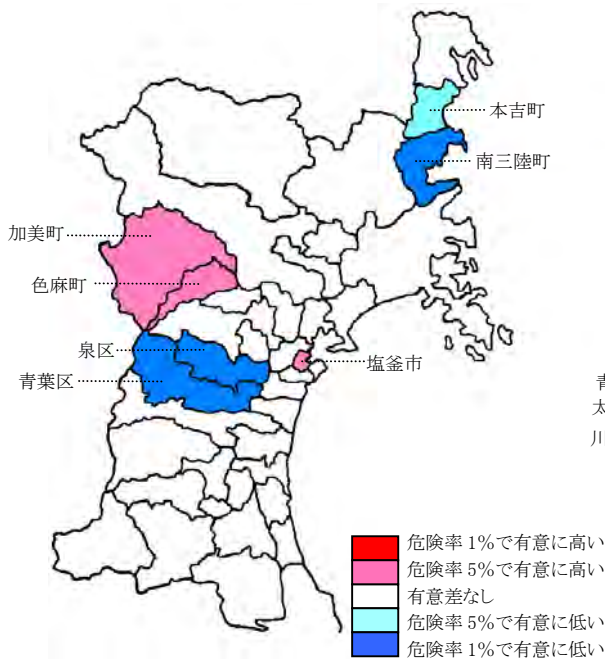 本吉町
南三陸町
加美町
色麻町
泉区
塩釜市
青葉区
青
太
川
危険率 1%で有意に高い
危険率 5%で有意に高い
有意差なし
危険率 5%で有意に低い
危険率 1%で有意に低い